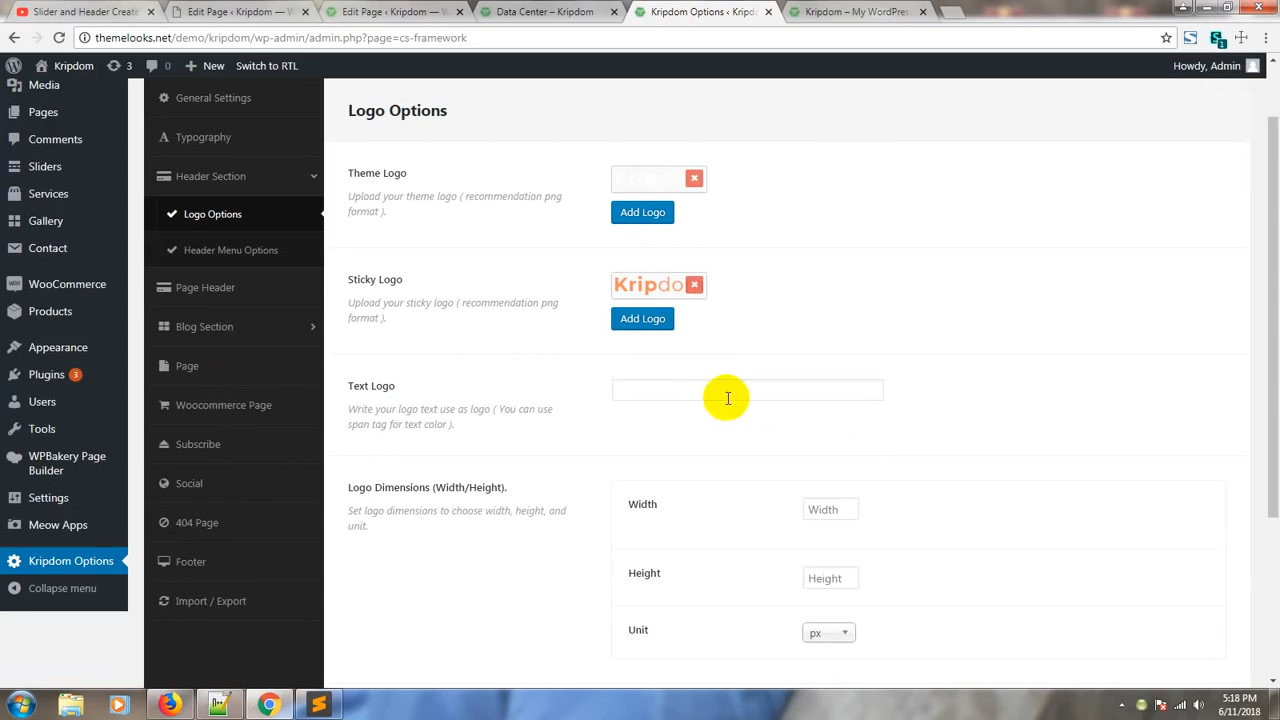 Slider and Header Create
Edit Page ‹ Kripdom — W
Edit Page ‹ Kripdom — W
Data Center – Kripdom
Kripdom Options ‹ Kripd
Kripdom – My WordPres
themelooks.net/demo/kripdom/wp-admin/admin.php?page=cs-framework
1
Kripdom
3
0
New
Switch to RTL
Howdy, Admin
Media
Pages
Comments
Sliders
Services
Gallery
Contact
WooCommerce
Products
Appearance
Plugins 3
Users
Tools
WPBakery Page
Builder
Settings
Meow Apps
Kripdom Options
Collapse menu
General Settings
Typography
Header Section
Logo Options
Header Menu Options
Page Header
Blog Section
Page
Woocommerce Page
Subscribe
Social
404 Page
Footer
Import / Export
Logo Options
Theme Logo
Upload your theme logo ( recommendation png
format ).
Add Logo
Sticky Logo
Upload your sticky logo ( recommendation png
format ).
Kripdo
Add Logo
Text Logo
Write your logo text use as logo ( You can use
span tag for text color ).
Logo Dimensions (Width/Height).
Set logo dimensions to choose width, height, and
unit.
Width
Width
Height
Height
Unit
px
5:18 PM
6/11/2018